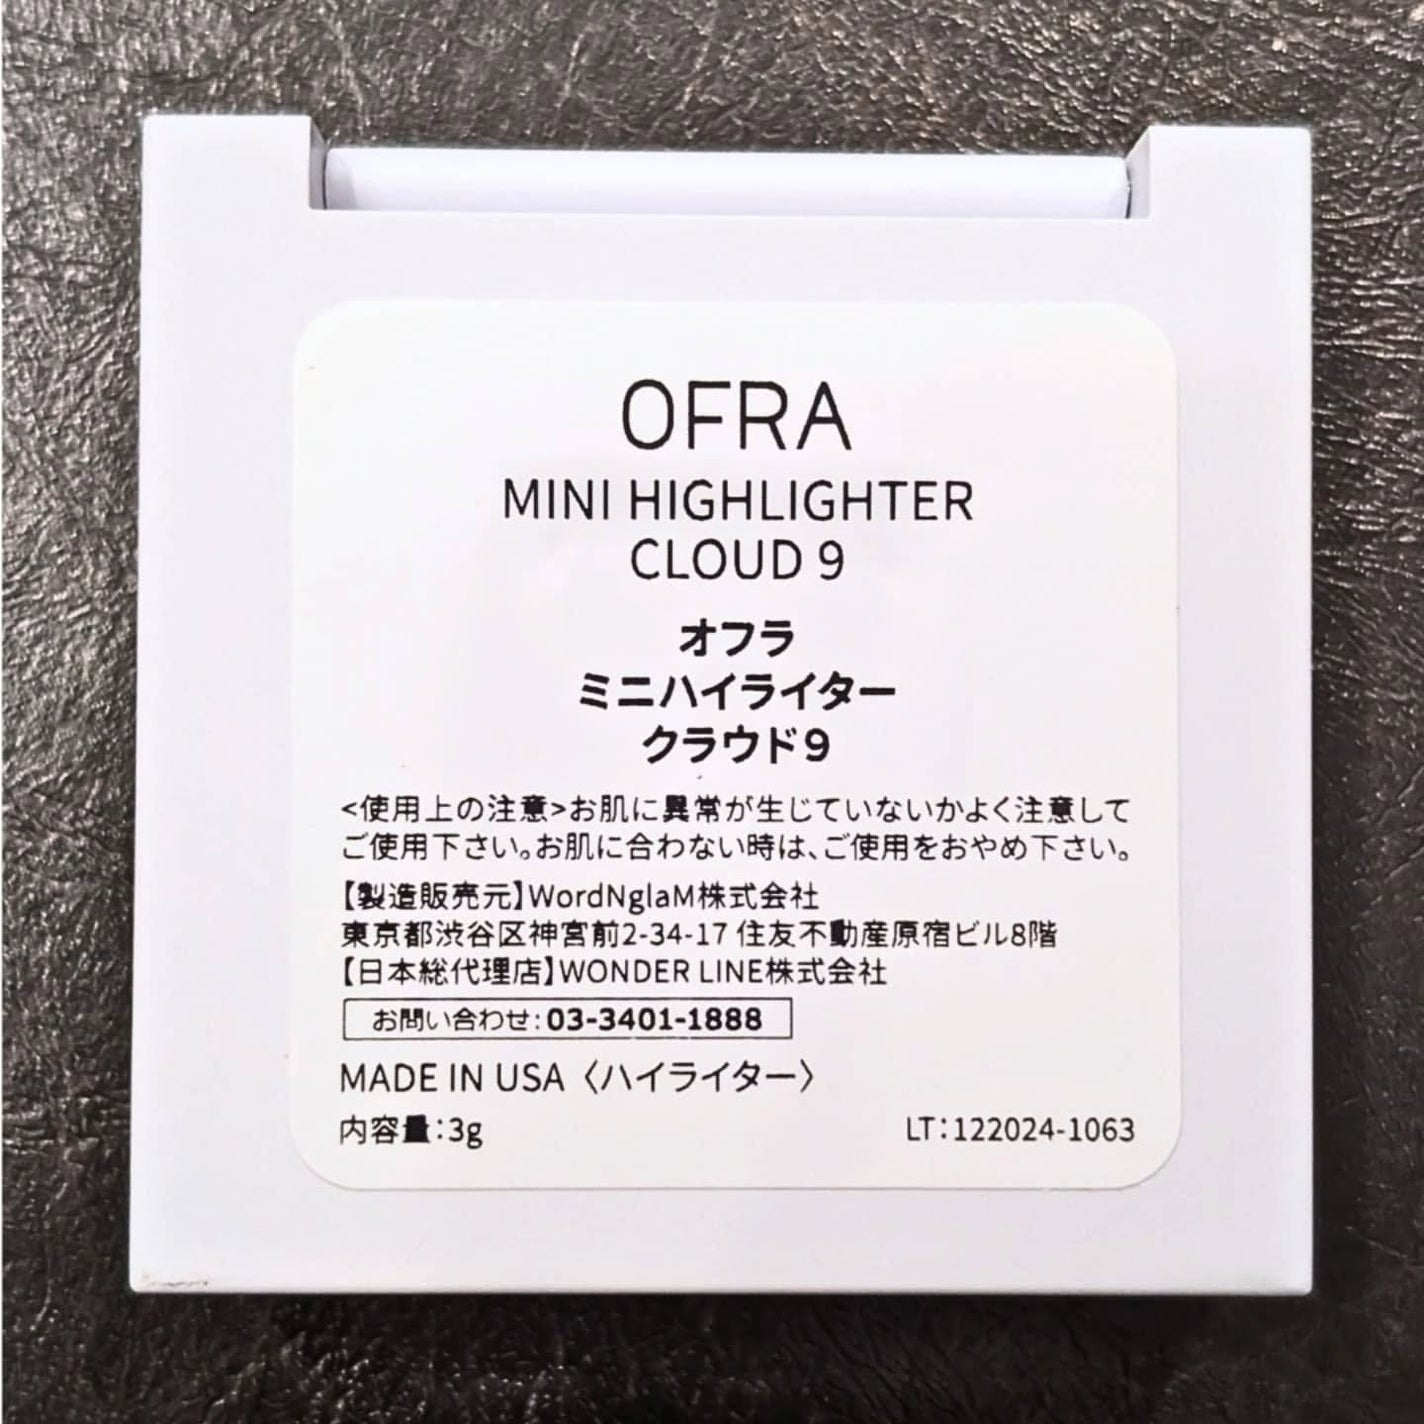 OFRA
MINI HIGHLIGHTER
CLOUD 9
オフラ
ミニハイライター
クラウド9
<使用上の注意>お肌に異常が生じていないかよく注意して
ご使用下さい。お肌に合わない時は、ご使用をおやめ下さい。
【製造販売元】WordNglaM株式会社
東京都渋谷区神宮前2-34-17 住友不動産原宿ビル8階
【日本総代理店】WONDER LINE株式会社
お問い合わせ:03-3401-1888
MADE IN USA〈ハイライター〉
内容量:3g
LT:122024-1063